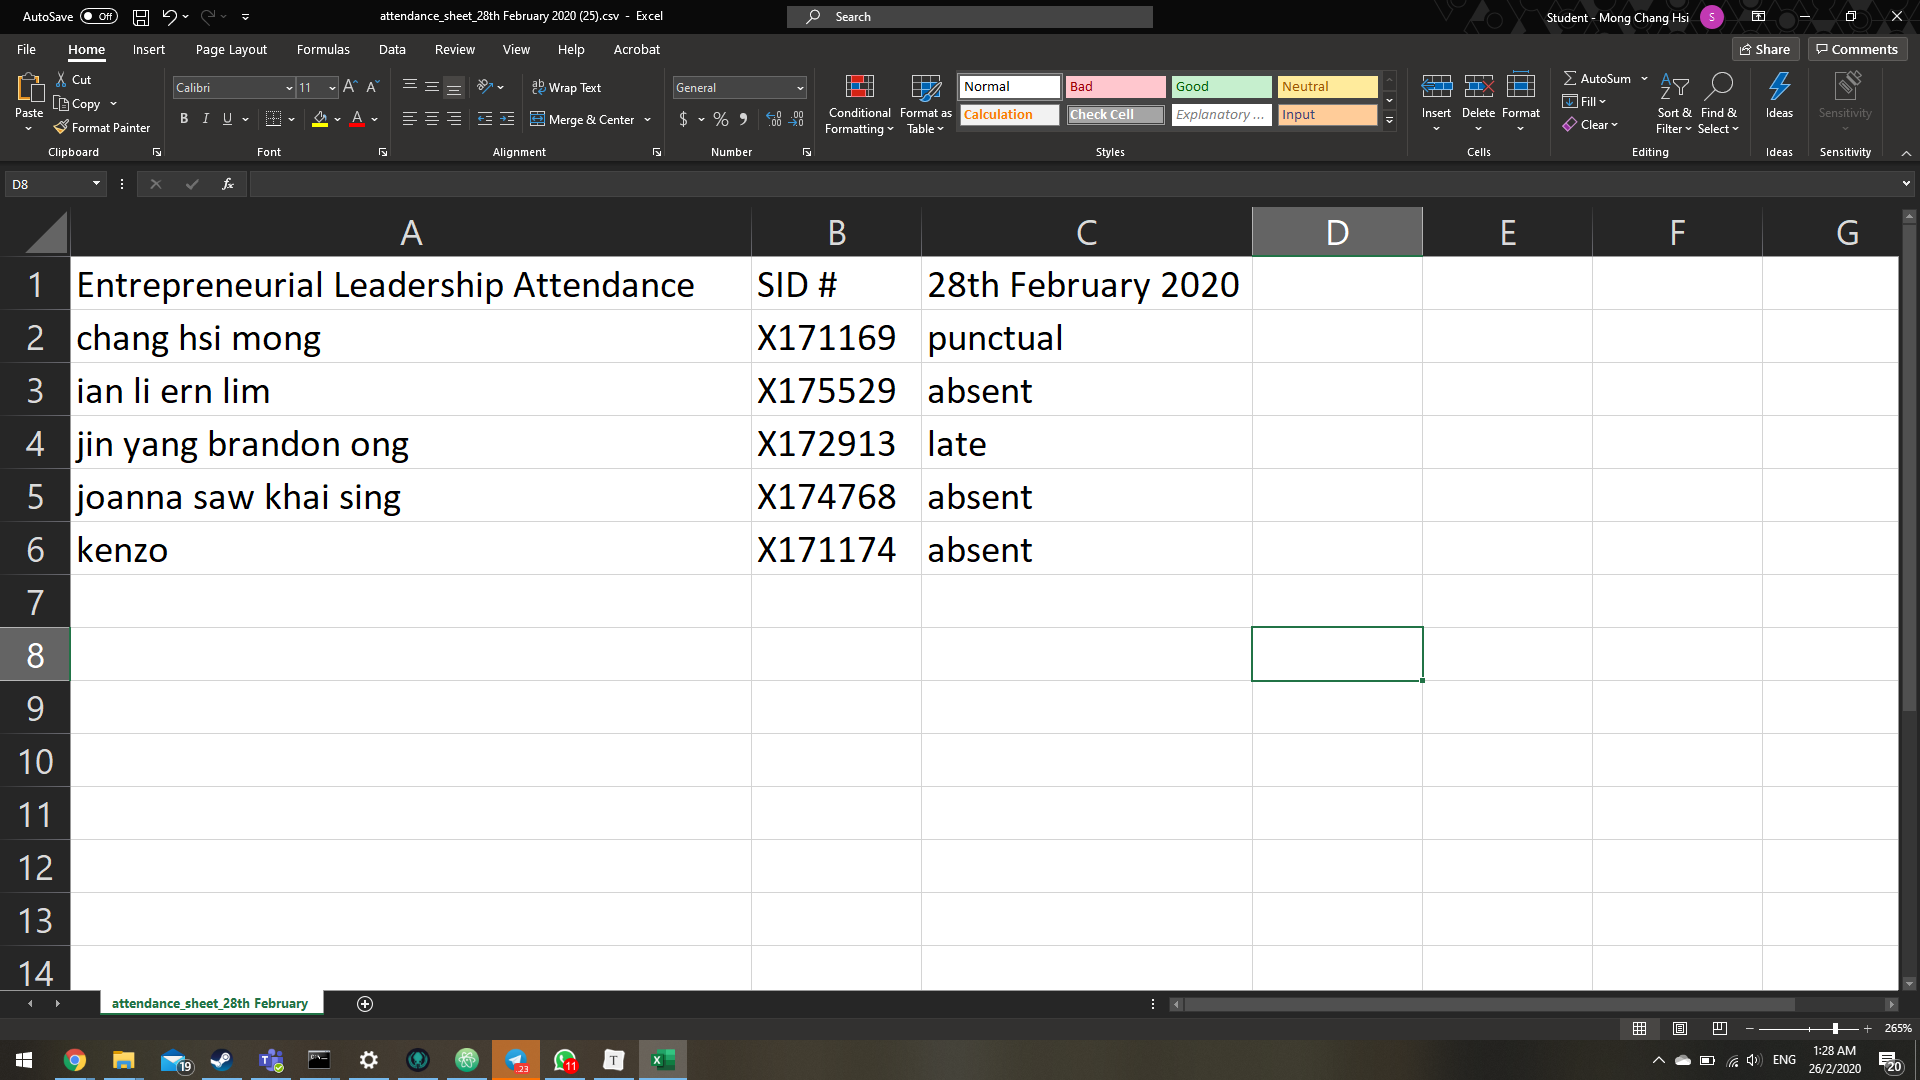 AutoSave Off attendance_sheet_28th February 2020 (25).csv - Excel Search Student - Mong Chang Hsi S
File Home Insert Page Layout Formulas Data Review View Help Acrobat Share Comments
Paste Cut Copy Format Painter
Calibri 11 A A
B I U A
Wrap Text
Merge & Center
General
$ % 9 .00 .00
Conditional Formatting
Format as Table
Normal Bad Good Neutral
Calculation Check Cell Explanatory ... Input
Insert Delete Format
AutoSum
Fill
Clear
Sort & Filter
Find & Select
Ideas
Sensitivity
Clipboard Font Alignment Number Styles Cells Editing Ideas Sensitivity
D8 fx
A B C D E F G
1 Entrepreneurial Leadership Attendance SID # 28th February 2020
2 chang hsi mong X171169 punctual
3 ian li ern lim X175529 absent
4 jin yang brandon ong X172913 late
5 joanna saw khai sing X174768 absent
6 kenzo X171174 absent
7
8
9
10
11
12
13
14
attendance_sheet_28th February
265%
19 T 23 11 T X ENG 1:28 AM
26/2/2020 20